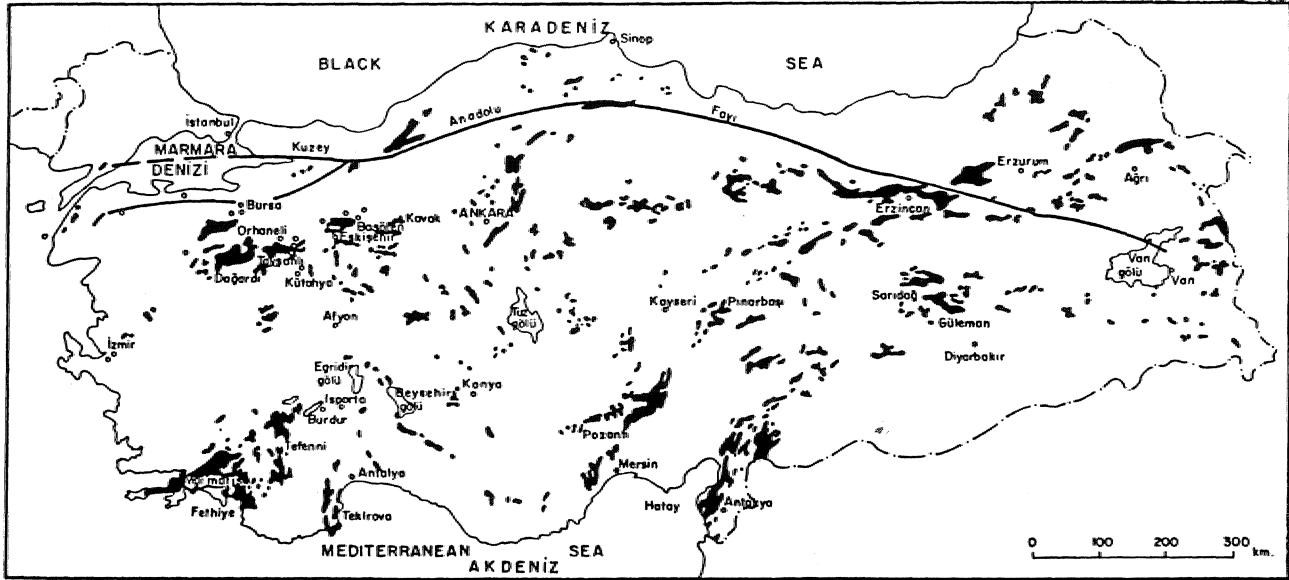 KARADENİZ
Sinop
BLACK SEA
Anadolu
Fayı
İstanbul
Kuzey
MARMARA
DENİZİ
Erzurum
Ağrı
Bursa
Erzincan
ANKARA
Kavak
Başören
Orhaneli
Eskişehir
Tavşanlı
Dağardı
Kütahya
Van
gölü
Van
Sarıdağ
Kayseri
Pınarbaşı
Tuz
gölü
Afyon
Güleman
İzmir
Diyarbakır
Egridir
gölü
Beyşehir
gölü
Konya
Isparta
Burdur
Pozantı
Tefenni
Mersin
Antalya
Marmaris
Hatay
Antakya
Fethiye
Tekirova
MEDITERRANEAN SEA
AKDENİZ
0 100 200 300
km.